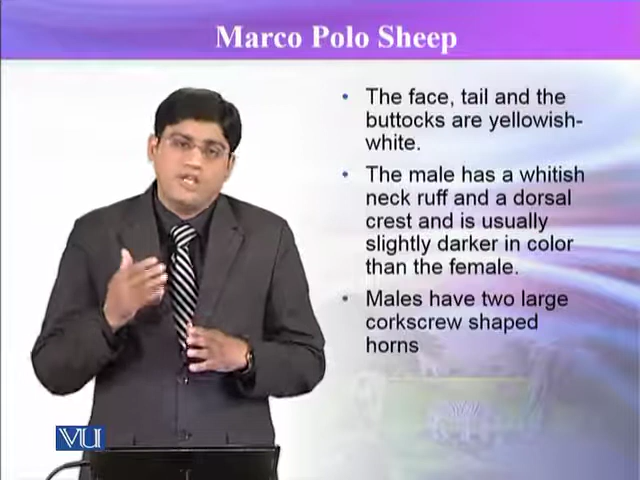 Marco Polo Sheep
• The face, tail and the
buttocks are yellowish-
white.
• The male has a whitish
neck ruff and a dorsal
crest and is usually
slightly darker in color
than the female.
• Males have two large
corkscrew shaped
horns
VU